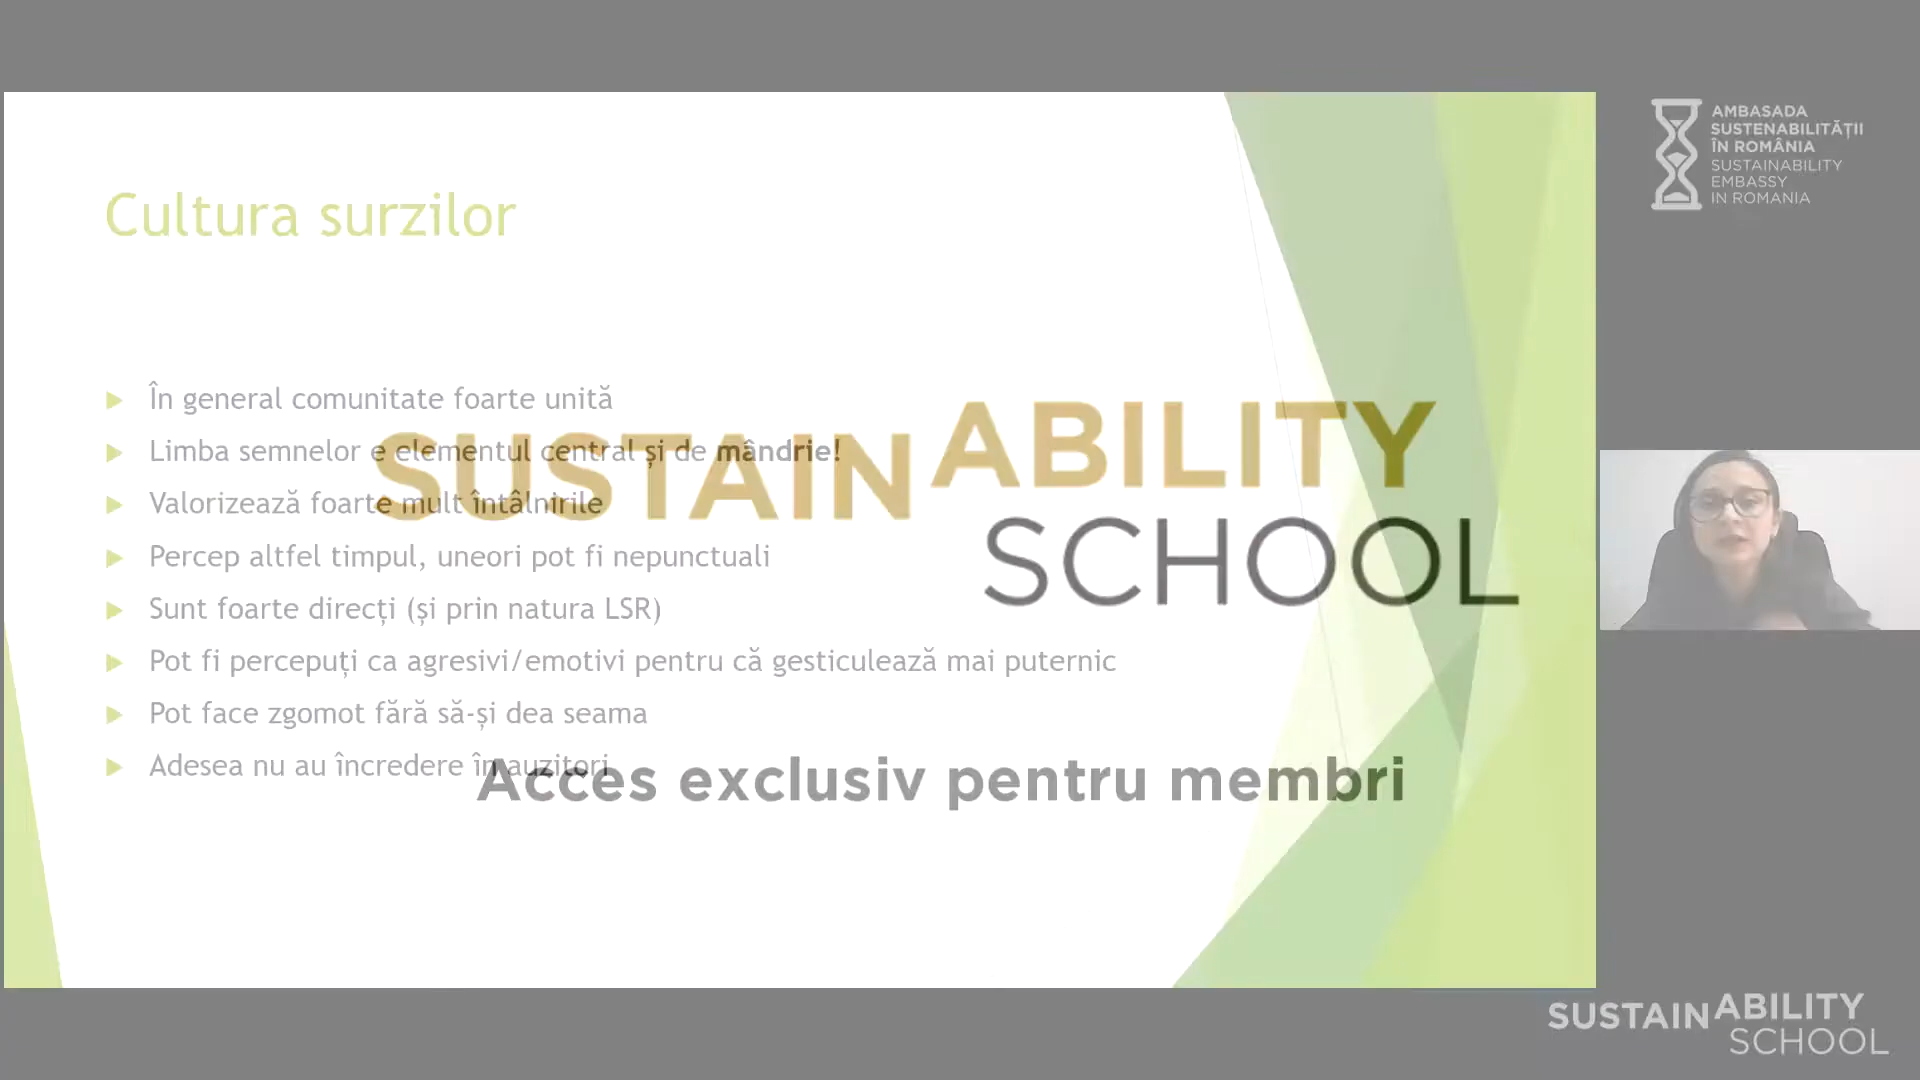 AMBASADA
SUSTENABILITĂȚII
ÎN ROMÂNIA
SUSTAINABILITY
EMBASSY
IN ROMANIA
Cultura surzilor
În general comunitate foarte unită
Limba semnelor e elementul central și de mândrie!
Valorizează foarte mult întâlnirile
Percep altfel timpul, uneori pot fi nepunctuali
Sunt foarte direcți (și prin natura LSR)
Pot fi percepuți ca agresivi/emotivi pentru că gesticulează mai puternic
Pot face zgomot fără să-și dea seama
Adesea nu au încredere în auzitori
SUSTAINABILITY
SCHOOL
Acces exclusiv pentru membri
SUSTAINABILITY
SCHOOL